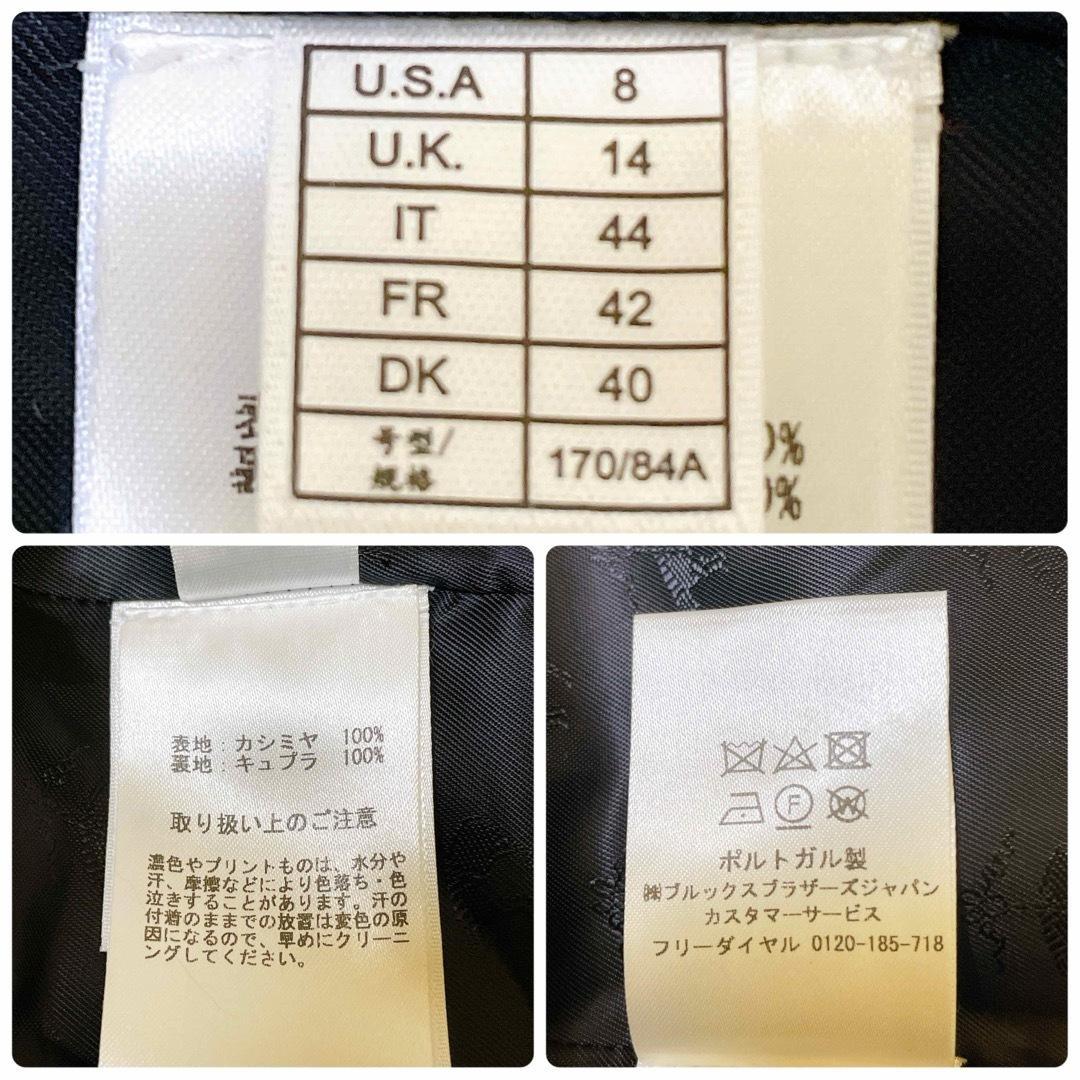 U.S.A 8
U.K. 14
IT 44
FR 42
DK 40
号型/
規格 170/84A
0%
0%
表地:カシミヤ 100%
裏地:キュプラ 100%
取り扱い上のご注意
濃色やプリントものは、水分や
汗、摩擦などにより色落ち・色
泣きすることがあります。汗の
付着のままでの放置は変色の原
因になるので、早めにクリーニ
ングしてください。
F
W
ポルトガル製
㈱ブルックスブラザーズジャパン
カスタマーサービス
フリーダイヤル 0120-185-718